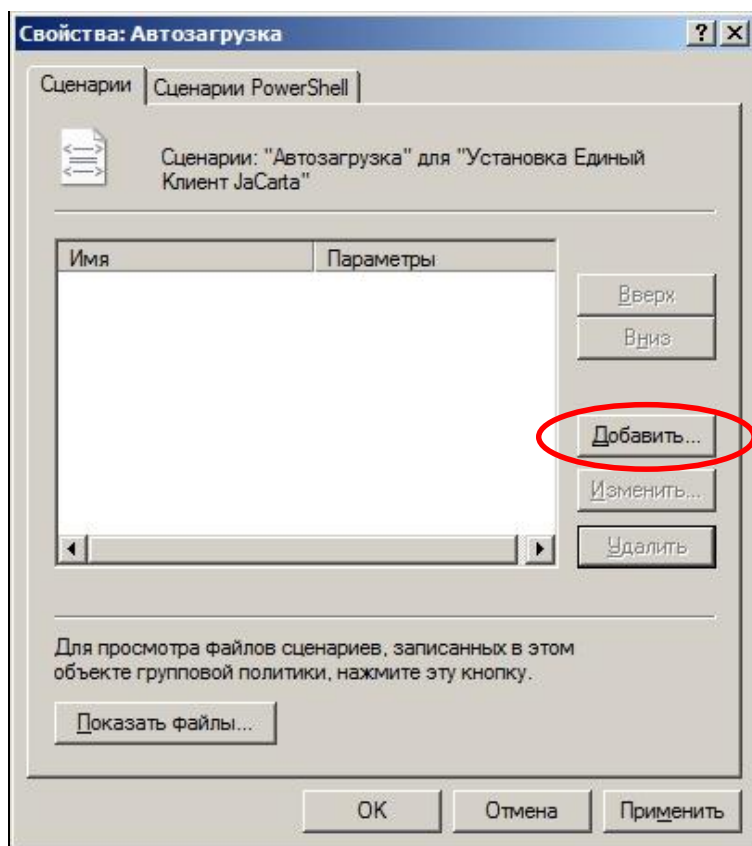 Свойства: Автозагрузка
Сценарии Сценарии PowerShell
Сценарии: "Автозагрузка" для "Установка Единый
Клиент JaCarta"
Имя Параметры
Вверх
Вниз
Добавить...
Изменить...
Удалить
Для просмотра файлов сценариев, записанных в этом
объекте групповой политики, нажмите эту кнопку.
Показать файлы...
OK Отмена Применить